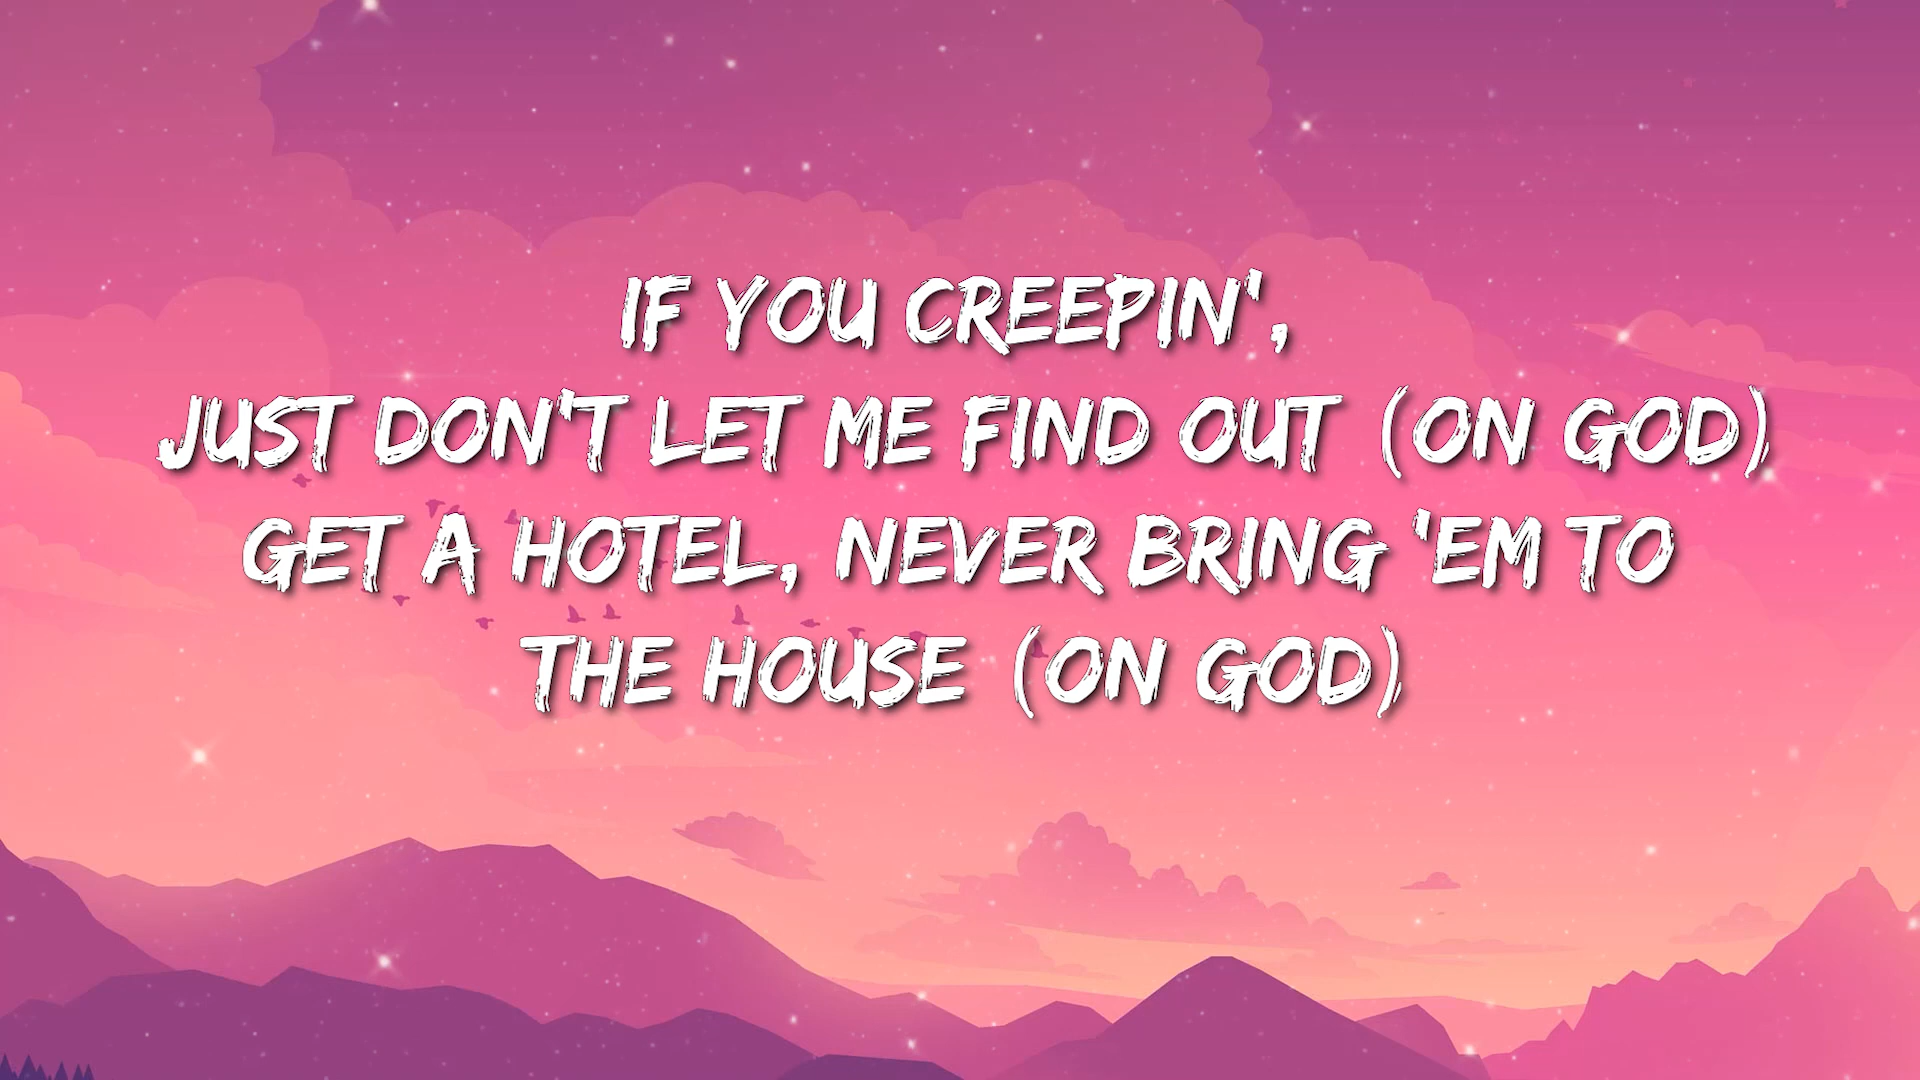 IF YOU CREEPIN',
JUST DON'T LET ME FIND OUT (ON GOD)
GET A HOTEL, NEVER BRING 'EM TO
THE HOUSE (ON GOD)